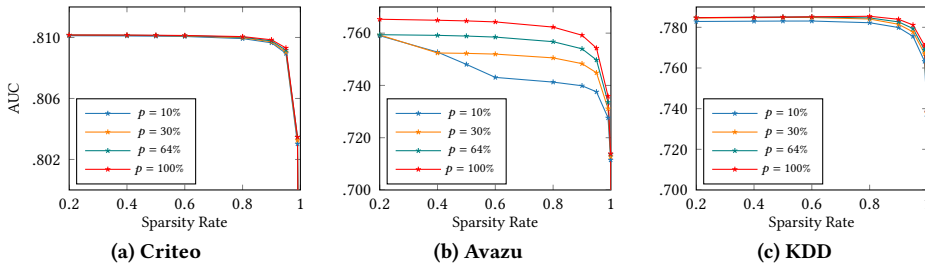 AUC
.810
.806
.802
p = 10%
p = 30%
p = 64%
p = 100%
0.2 0.4 0.6 0.8 1
Sparsity Rate
(a) Criteo
.760
.740
.720
.700
p = 10%
p = 30%
p = 64%
p = 100%
0.2 0.4 0.6 0.8 1
Sparsity Rate
(b) Avazu
.780
.760
.740
.720
.700
p = 10%
p = 30%
p = 64%
p = 100%
0.2 0.4 0.6 0.8 1
Sparsity Rate
(c) KDD